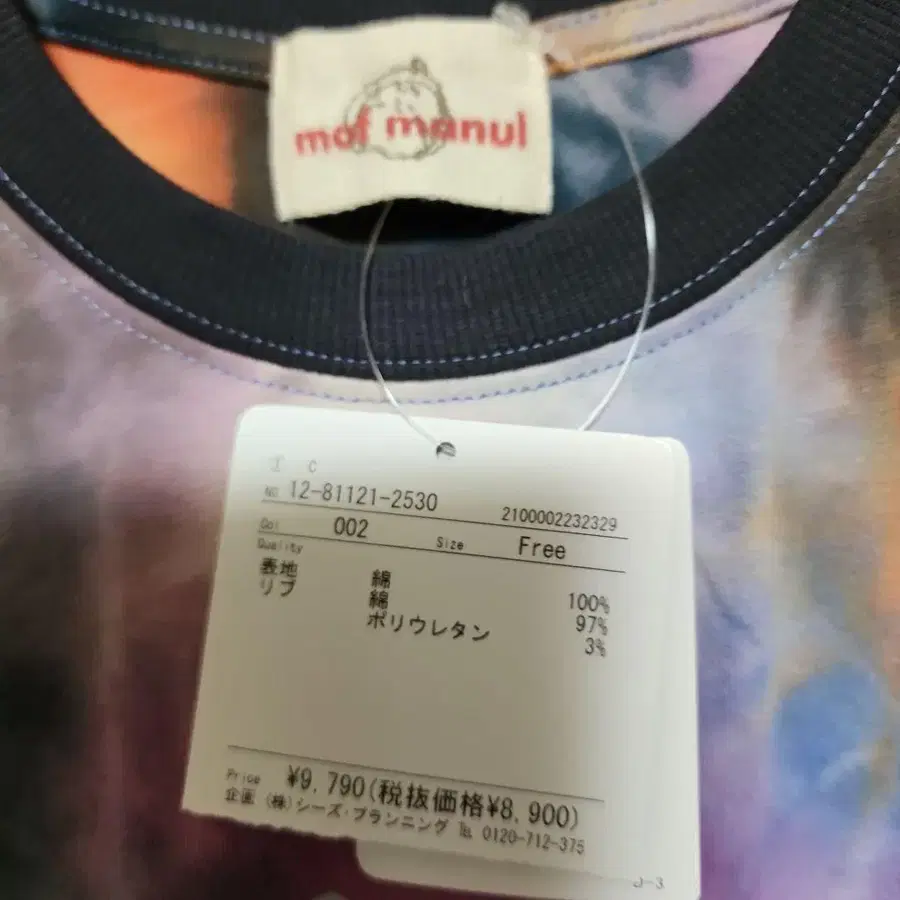 mof manul
C
NO 12-81121-2530
2100002232329
Col 002 Size Free
Quality
表地 綿 100%
リブ 綿 97%
ポリウレタン 3%
Price ¥9,790(税抜価格¥8,900)
企画 (株)シーズ・プランニング ℡ 0120-712-375
J-3